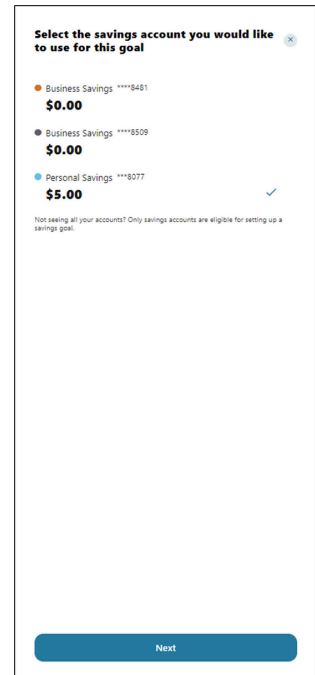 Select the savings account you would like
to use for this goal
Business Savings ****8481
$0.00
Business Savings ****8509
$0.00
Personal Savings ***8077
$5.00
Not seeing all your accounts? Only savings accounts are eligible for setting up a
savings goal.
Next